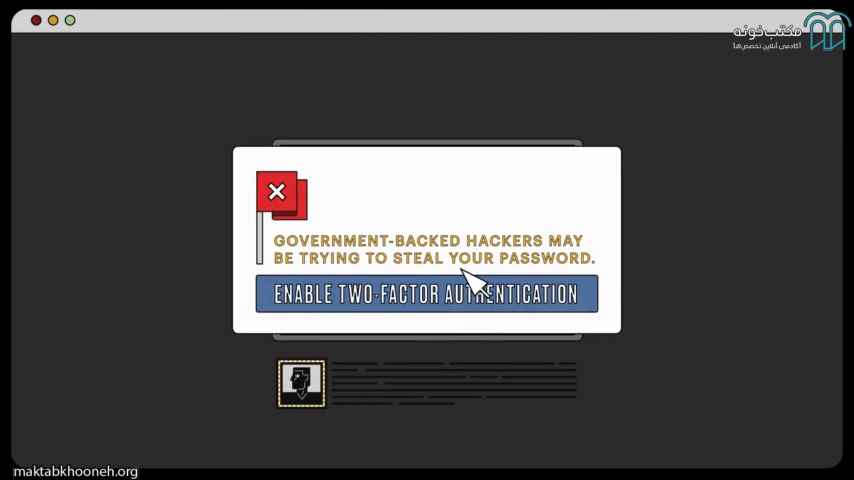 مکتب‌خونه
آکادمی آنلاین تخصص‌ها
GOVERNMENT-BACKED HACKERS MAY
BE TRYING TO STEAL YOUR PASSWORD.
ENABLE TWO-FACTOR AUTHENTICATION
maktabkhooneh.org